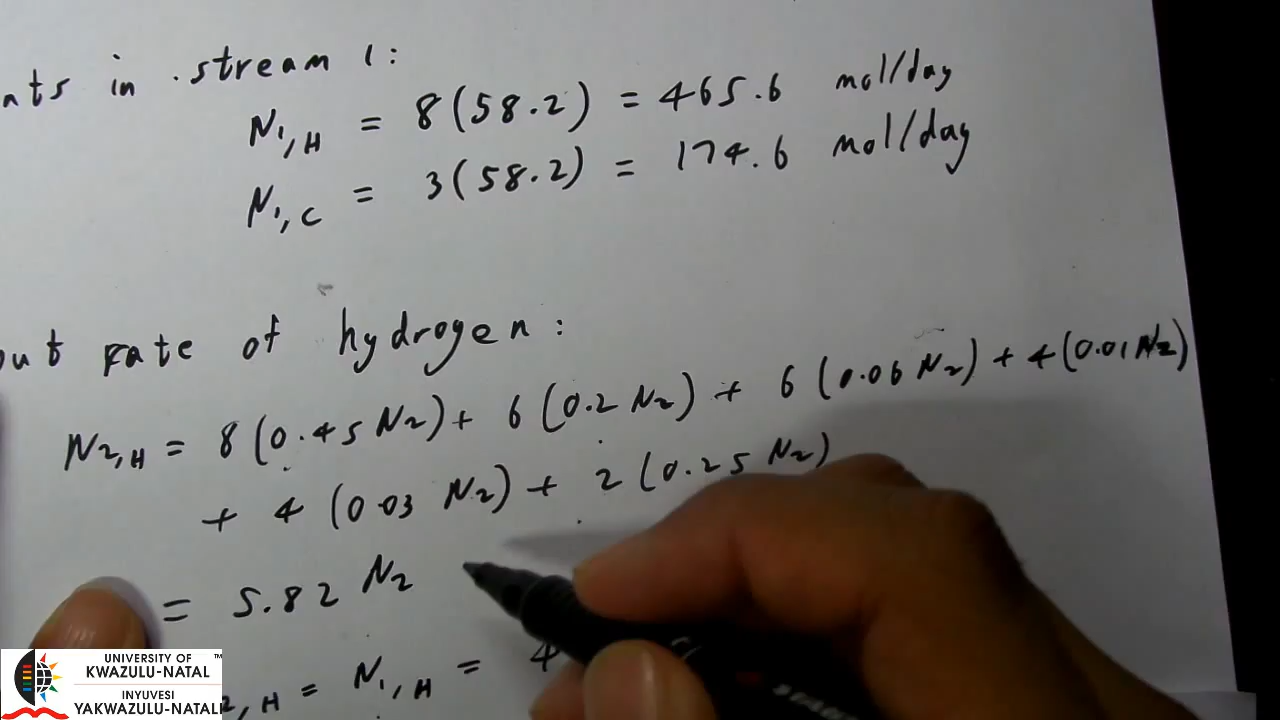 nts in stream 1:
N1,H = 8(58.2) = 465.6 mol/day
N1,C = 3(58.2) = 174.6 mol/day
out rate of hydrogen:
N2,H = 8(0.45 N2) + 6(0.2 N2) + 6(0.06 N2) + 4(0.01 N2)
+ 4(0.03 N2) + 2(0.25 N2)
= 5.82 N2
2,H = N1,H = 4
UNIVERSITY OF
KWAZULU-NATAL
INYUVESI
YAKWAZULU-NATALI